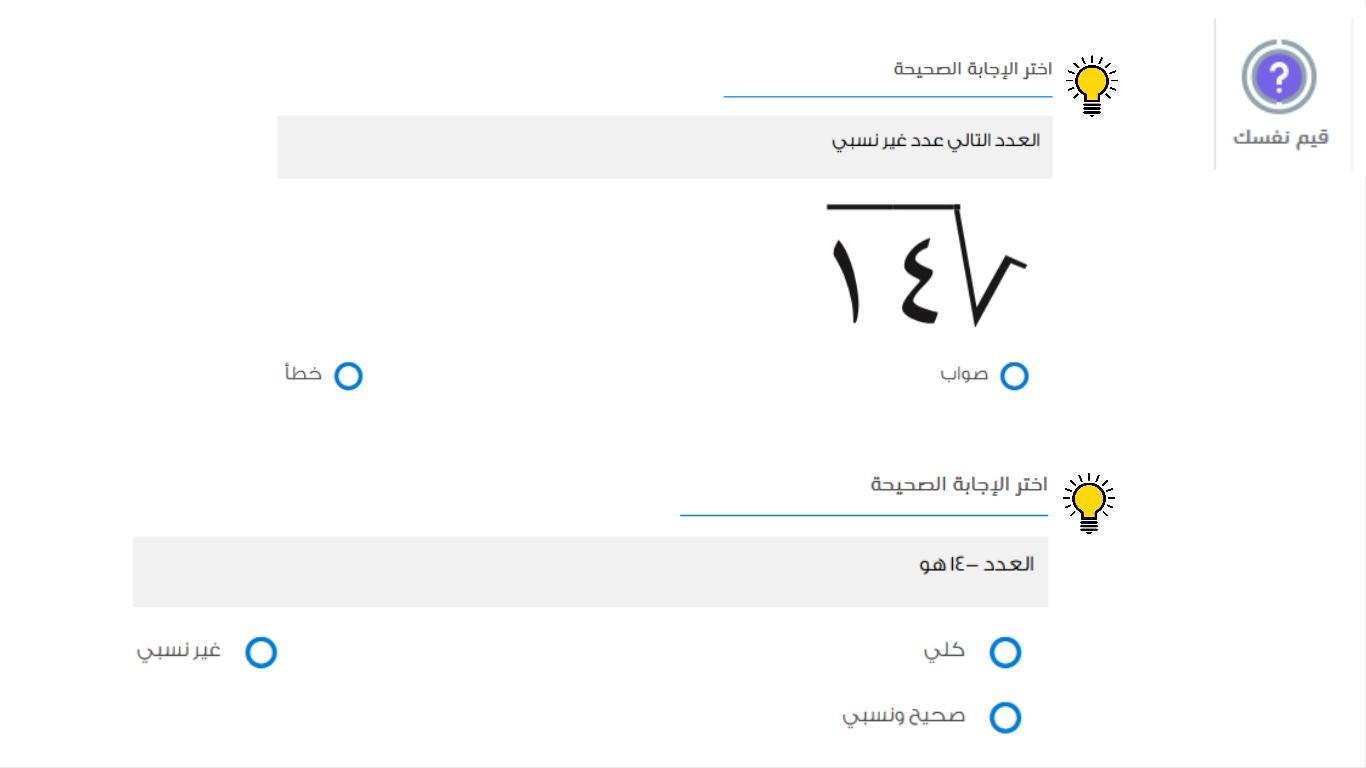 قيم نفسك
اختر الإجابة الصحيحة
العدد التالي عدد غير نسبي
√١٤
صواب
خطأ
اختر الإجابة الصحيحة
العدد –١٤ هو
كلي
غير نسبي
صحيح ونسبي